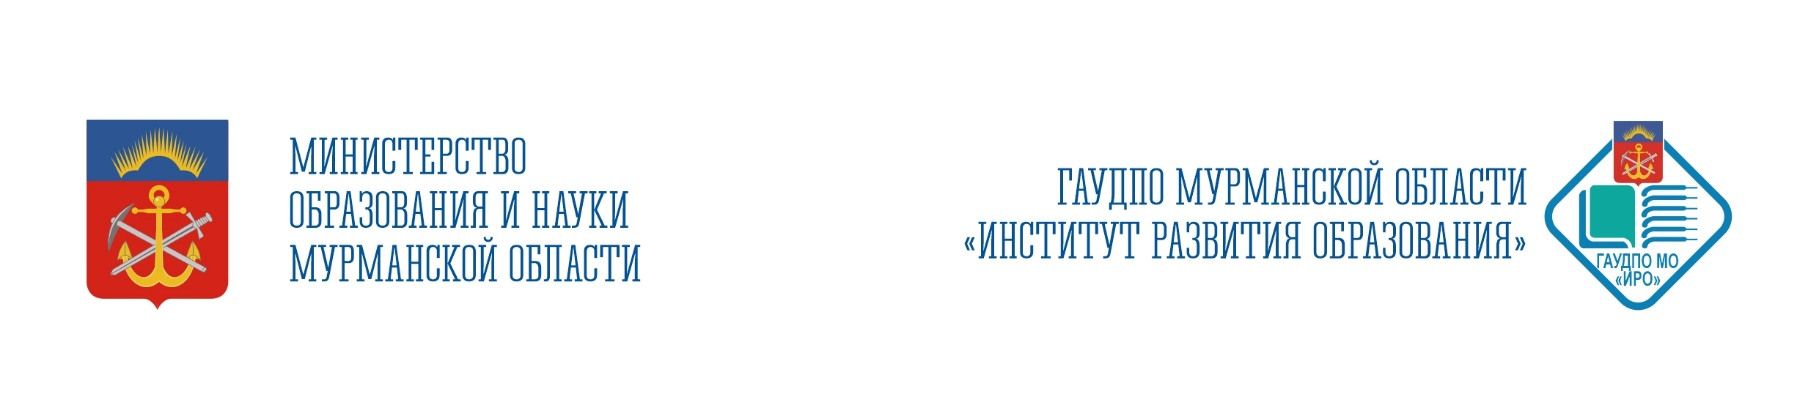 МИНИСТЕРСТВО
ОБРАЗОВАНИЯ И НАУКИ
МУРМАНСКОЙ ОБЛАСТИ
ГАУДПО МУРМАНСКОЙ ОБЛАСТИ
«ИНСТИТУТ РАЗВИТИЯ ОБРАЗОВАНИЯ»
ГАУДПО МО
«ИРО»